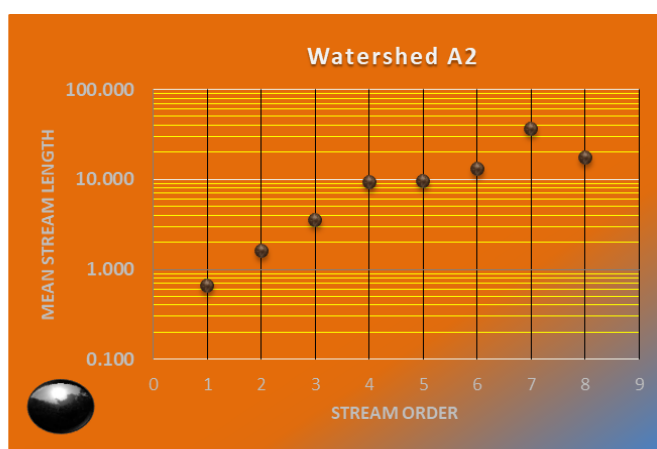 Watershed A2
MEAN STREAM LENGTH
100.000
10.000
1.000
0.100
0 1 2 3 4 5 6 7 8 9
STREAM ORDER